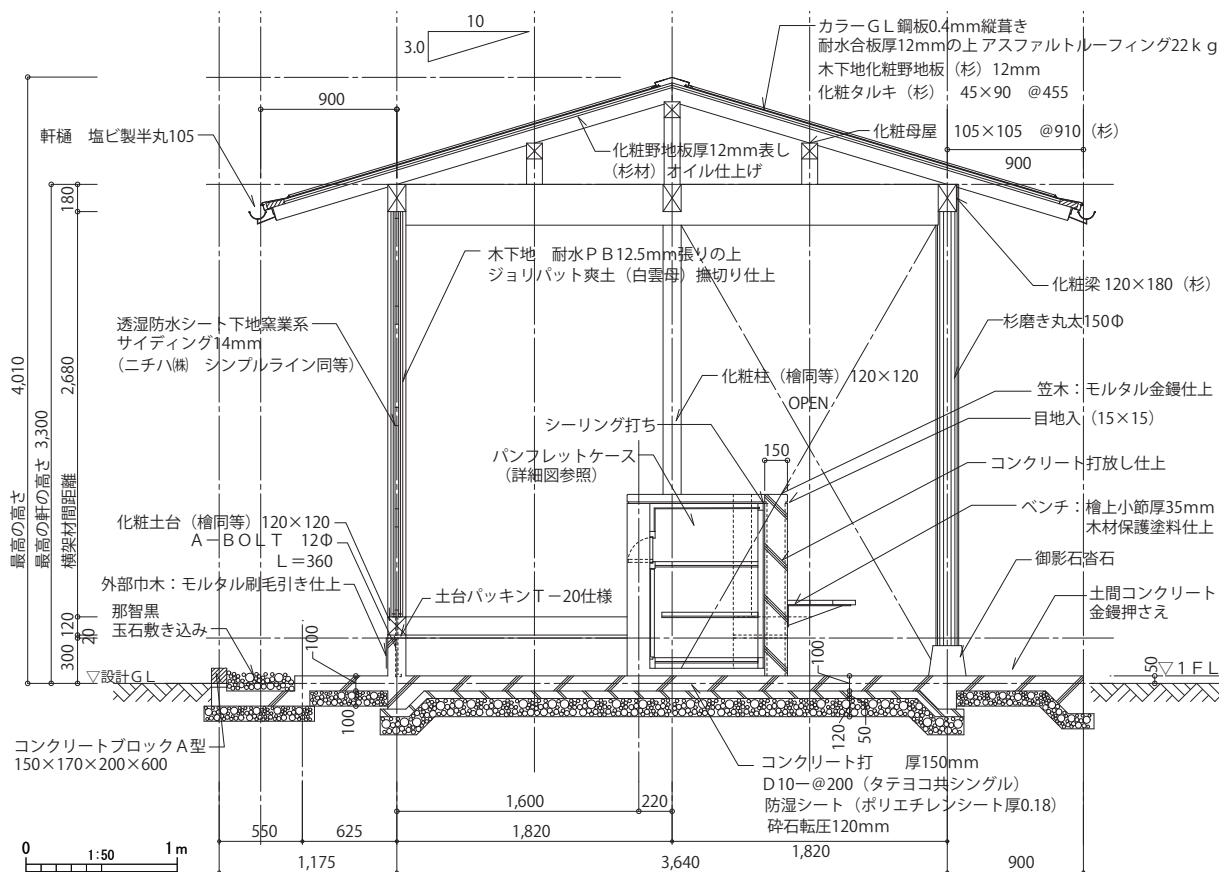 10
3.0
カラーＧＬ鋼板0.4mm縦葺き
耐水合板厚12mmの上 アスファルトルーフィング22ｋｇ
木下地化粧野地板（杉）12mm
化粧タルキ（杉） 45×90 @455
900
軒樋 塩ビ製半丸105
化粧野地板厚12mm表し
（杉材）オイル仕上げ
化粧母屋 105×105 @910（杉）
900
180
木下地 耐水ＰＢ12.5mm張りの上
ジョリパット爽土（白雲母）撫切り仕上
化粧梁 120×180（杉）
透湿防水シート下地窯業系
サイディング14mm
（ニチハ㈱ シンプルライン同等）
杉磨き丸太150Φ
最高の高さ 4,010
最高の軒の高さ 3,300
横架材間距離 2,680
化粧柱（檜同等）120×120
OPEN
笠木：モルタル金鏝仕上
シーリング打ち
目地入（15×15）
パンフレットケース
（詳細図参照）
150
コンクリート打放し仕上
化粧土台（檜同等）120×120
Ａ－ＢＯＬＴ 12Φ
Ｌ＝360
ベンチ：檜上小節厚35mm
木材保護塗料仕上
外部巾木：モルタル刷毛引き仕上
御影石沓石
土台パッキンＴ－20仕様
土間コンクリート
金鏝押さえ
那智黒
玉石敷き込み
120
20
300
100
100
100
120
50
50
▽設計ＧＬ
▽１ＦＬ
コンクリートブロックＡ型
150×170×200×600
コンクリート打 厚150mm
Ｄ10ー@200（タテヨコ共シングル）
防湿シート（ポリエチレンシート厚0.18）
砕石転圧120mm
1,600
220
550
625
1,820
1,820
1,175
3,640
900
0
1:50
1ｍ